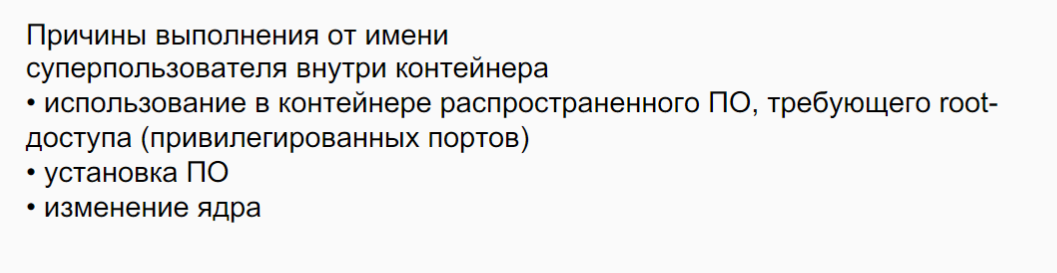 Причины выполнения от имени
суперпользователя внутри контейнера
• использование в контейнере распространенного ПО, требующего root-
доступа (привилегированных портов)
• установка ПО
• изменение ядра